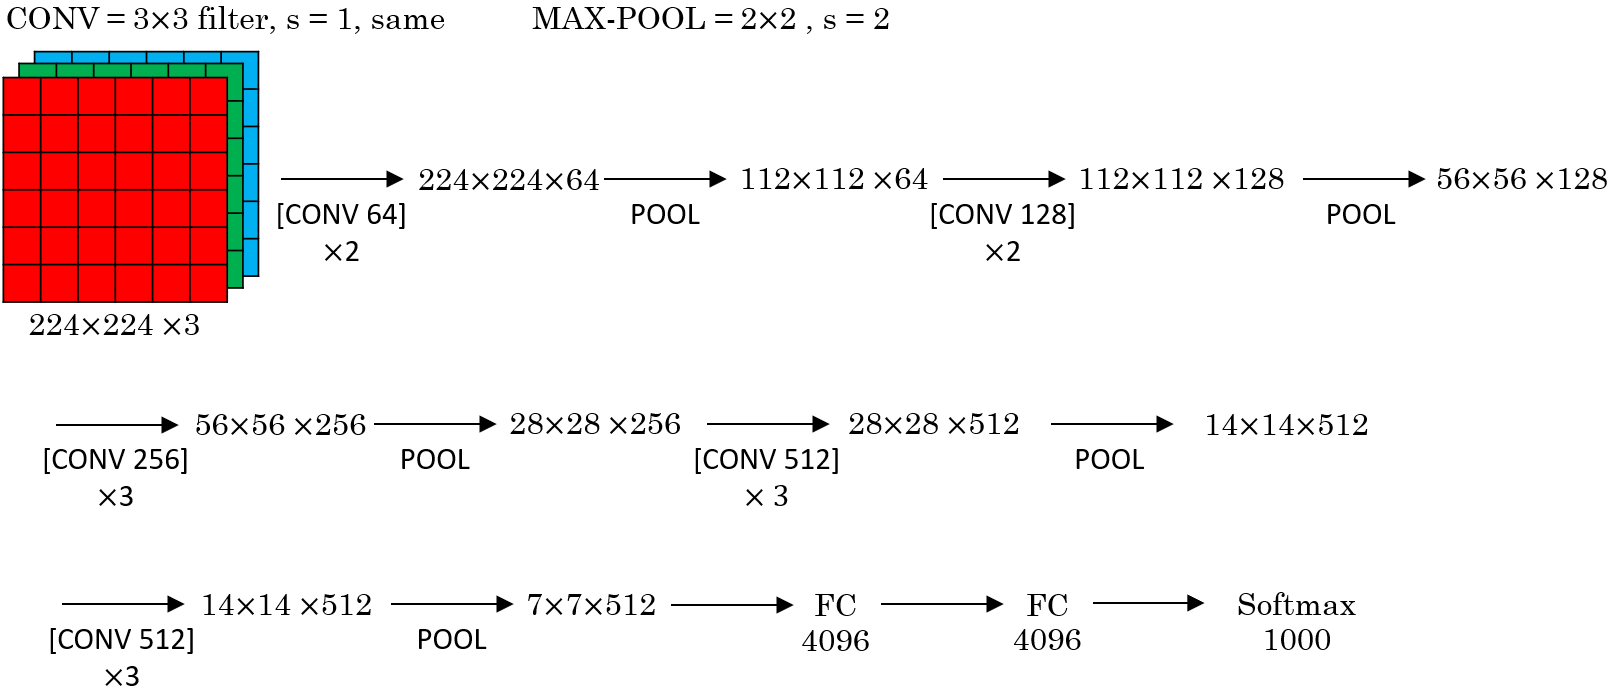 CONV = 3×3 filter, s = 1, same MAX-POOL = 2×2 , s = 2
224×224×64 112×112 ×64 112×112 ×128 56×56 ×128
[CONV 64] POOL [CONV 128] POOL
×2 ×2
224×224 ×3
56×56 ×256 28×28 ×256 28×28 ×512 14×14×512
[CONV 256] POOL [CONV 512] POOL
×3 × 3
14×14 ×512 7×7×512 FC FC Softmax
[CONV 512] POOL 4096 4096 1000
×3